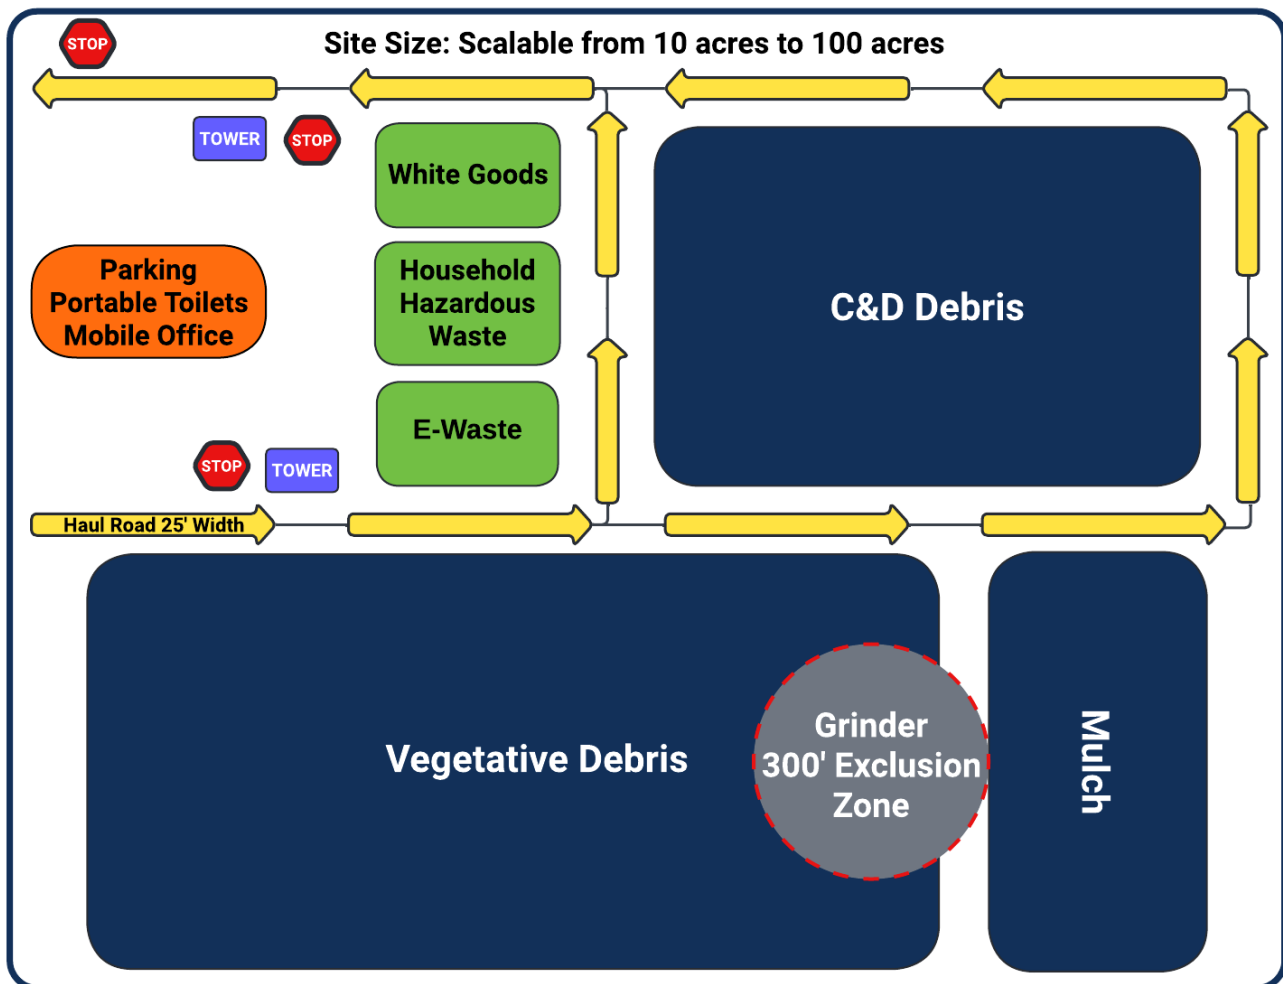 STOP
Site Size: Scalable from 10 acres to 100 acres
TOWER
STOP
White Goods
Parking
Portable Toilets
Mobile Office
Household
Hazardous
Waste
C&D Debris
E-Waste
STOP
TOWER
Haul Road 25' Width
Vegetative Debris
Grinder
300' Exclusion
Zone
Mulch